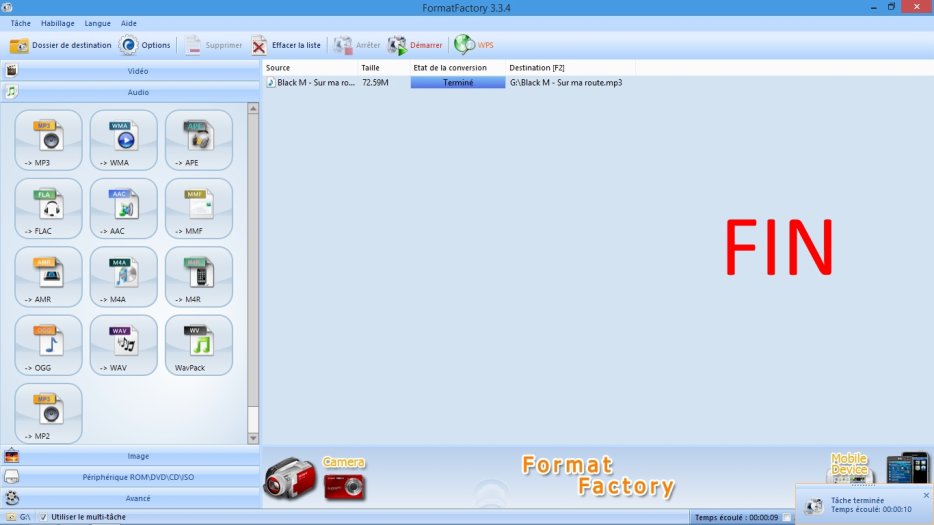 FormatFactory 3.3.4
Tâche Habillage Langue Aide
Dossier de destination Options Supprimer Effacer la liste Arrêter Démarrer WPS
Vidéo
Audio
Source Taille Etat de la conversion Destination [F2]
Black M - Sur ma ro... 72.59M Terminé G:\Black M - Sur ma route.mp3
MP3 WMA APE
-> MP3 -> WMA -> APE
FLA AAC MMF
-> FLAC -> AAC -> MMF
AMR M4A M4R
-> AMR -> M4A -> M4R
OGG WAV WV
-> OGG -> WAV WavPack
MP3
-> MP2
FIN
Image
Périphérique ROM\DVD\CD\ISO
Avancé
Camera
Format
Factory
Mobile
Device
Tâche terminée
Temps écoulé: 00:00:10
G:\ Utiliser le multi-tâche
Temps écoulé : 00:00:09